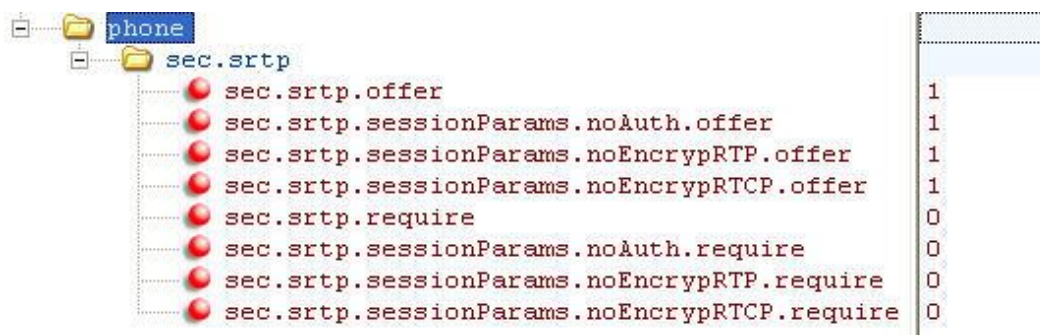 phone
sec.srtp
sec.srtp.offer 1
sec.srtp.sessionParams.noAuth.offer 1
sec.srtp.sessionParams.noEncrypRTP.offer 1
sec.srtp.sessionParams.noEncrypRTCP.offer 1
sec.srtp.require 0
sec.srtp.sessionParams.noAuth.require 0
sec.srtp.sessionParams.noEncrypRTP.require 0
sec.srtp.sessionParams.noEncrypRTCP.require 0